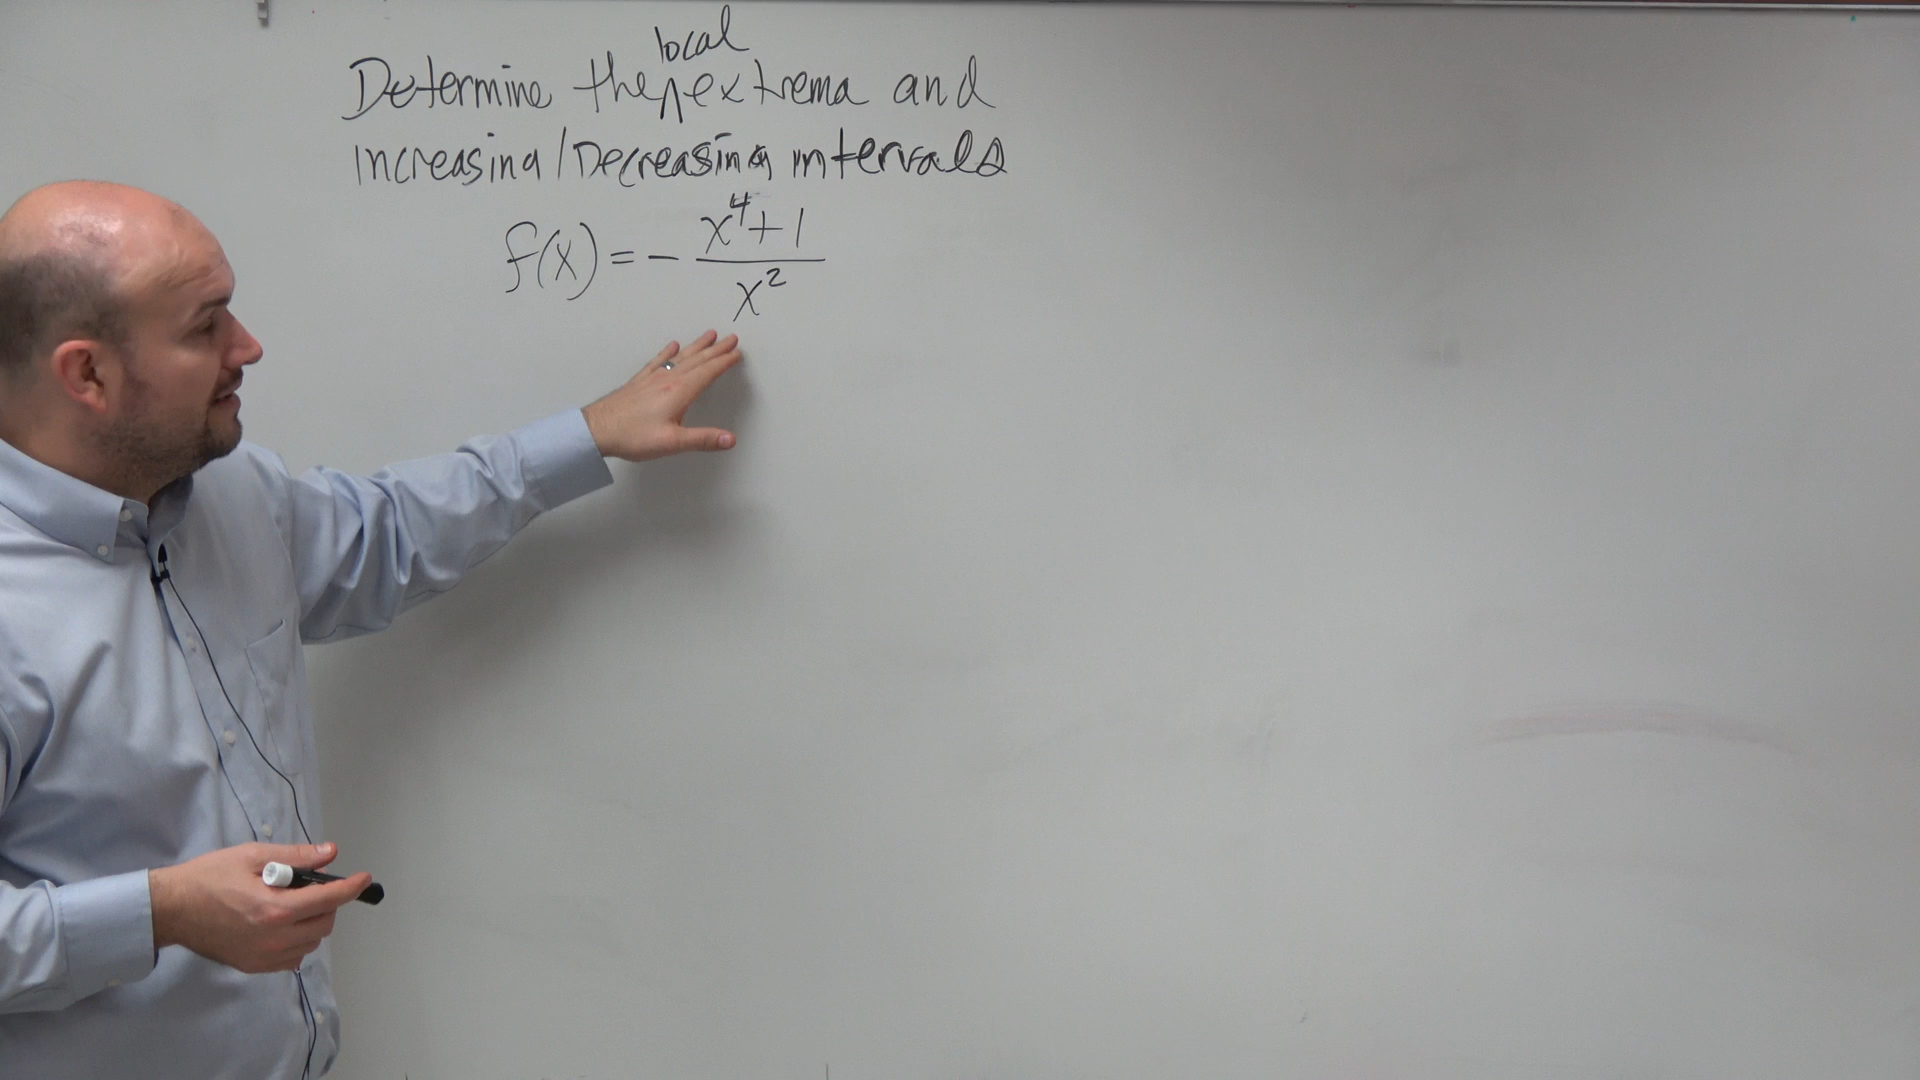 Determine the local extrema and
Increasing/Decreasing intervals
f(x) = - x⁴+1 / x²